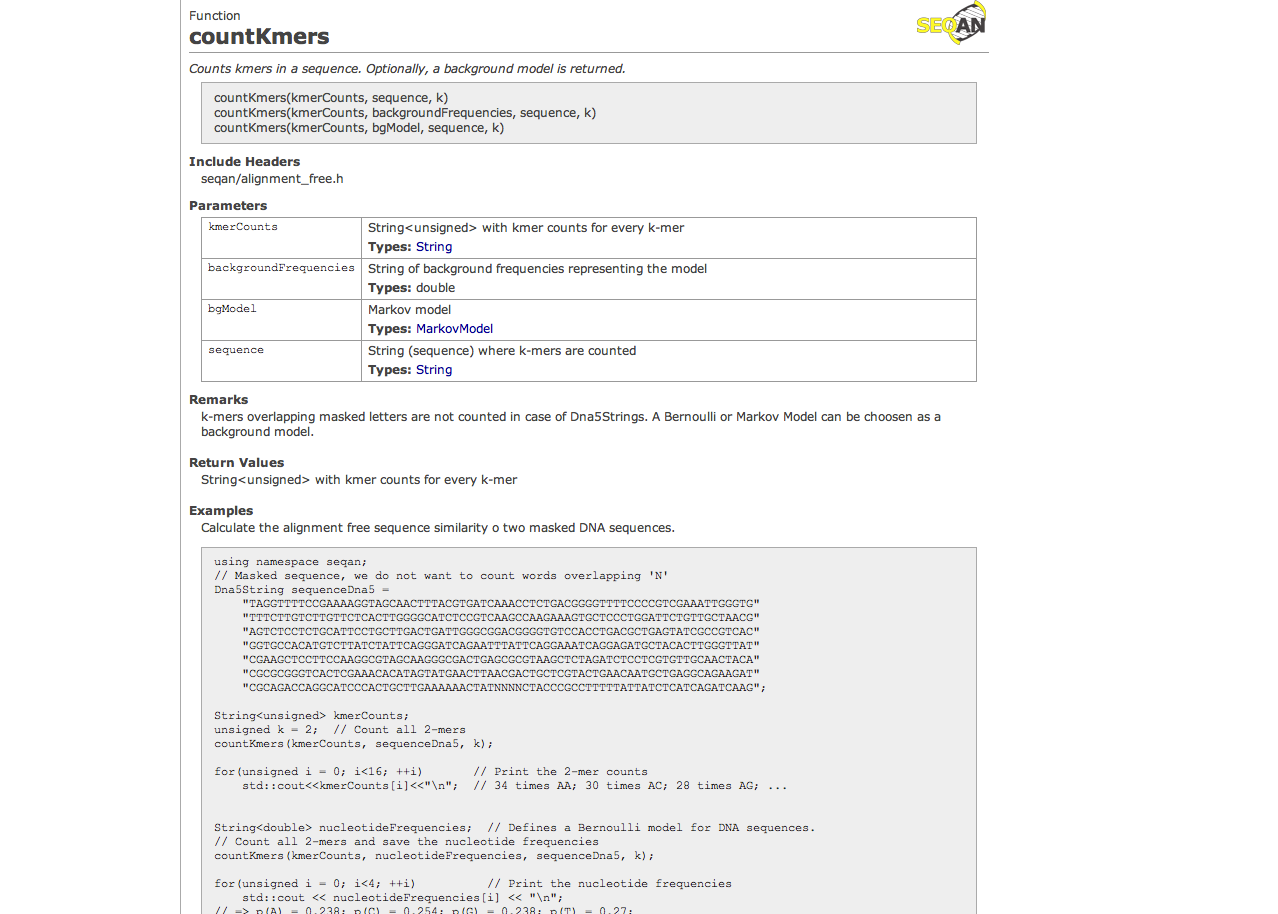 Function
SEQAN
countKmers
Counts kmers in a sequence. Optionally, a background model is returned.
countKmers(kmerCounts, sequence, k)
countKmers(kmerCounts, backgroundFrequencies, sequence, k)
countKmers(kmerCounts, bgModel, sequence, k)
Include Headers
seqan/alignment_free.h
Parameters
kmerCounts String<unsigned> with kmer counts for every k-mer
Types: String
backgroundFrequencies String of background frequencies representing the model
Types: double
bgModel Markov model
Types: MarkovModel
sequence String (sequence) where k-mers are counted
Types: String
Remarks
k-mers overlapping masked letters are not counted in case of Dna5Strings. A Bernoulli or Markov Model can be choosen as a
background model.
Return Values
String<unsigned> with kmer counts for every k-mer
Examples
Calculate the alignment free sequence similarity o two masked DNA sequences.
using namespace seqan;
// Masked sequence, we do not want to count words overlapping 'N'
Dna5String sequenceDna5 =
"TAGGTTTTCCGAAAAGGTAGCAACTTTACGTGATCAAACCTCTGACGGGGTTTTCCCCGTCGAAATTGGGTG"
"TTTCTTGTCTTGTTCTCACTTGGGGCATCTCCGTCAAGCCAAGAAAGTGCTCCCTGGATTCTGTTGCTAACG"
"AGTCTCCTCTGCATTCCTGCTTGACTGATTGGGCGGACGGGGTGTCCACCTGACGCTGAGTATCGCCGTCAC"
"GGTGCCACATGTCTTATCTATTCAGGGATCAGAATTTATTCAGGAAATCAGGAGATGCTACACTTGGGTTAT"
"CGAAGCTCCTTCCAAGGCGTAGCAAGGGCGACTGAGCGCGTAAGCTCTAGATCTCCTCGTGTTGCAACTACA"
"CGCGCGGGTCACTCGAAACACATAGTATGAACTTAACGACTGCTCGTACTGAACAATGCTGAGGCAGAAGAT"
"CGCAGACCAGGCATCCCACTGCTTGAAAAAACTATNNNNCTACCCGCCTTTTTATTATCTCATCAGATCAAG";
String<unsigned> kmerCounts;
unsigned k = 2;  // Count all 2-mers
countKmers(kmerCounts, sequenceDna5, k);
for(unsigned i = 0; i<16; ++i)       // Print the 2-mer counts
std::cout<<kmerCounts[i]<<"\n";  // 34 times AA; 30 times AC; 28 times AG; ...
String<double> nucleotideFrequencies;  // Defines a Bernoulli model for DNA sequences.
// Count all 2-mers and save the nucleotide frequencies
countKmers(kmerCounts, nucleotideFrequencies, sequenceDna5, k);
for(unsigned i = 0; i<4; ++i)          // Print the nucleotide frequencies
std::cout << nucleotideFrequencies[i] << "\n";
// => p(A) = 0.238; p(C) = 0.254; p(G) = 0.238; p(T) = 0.27;